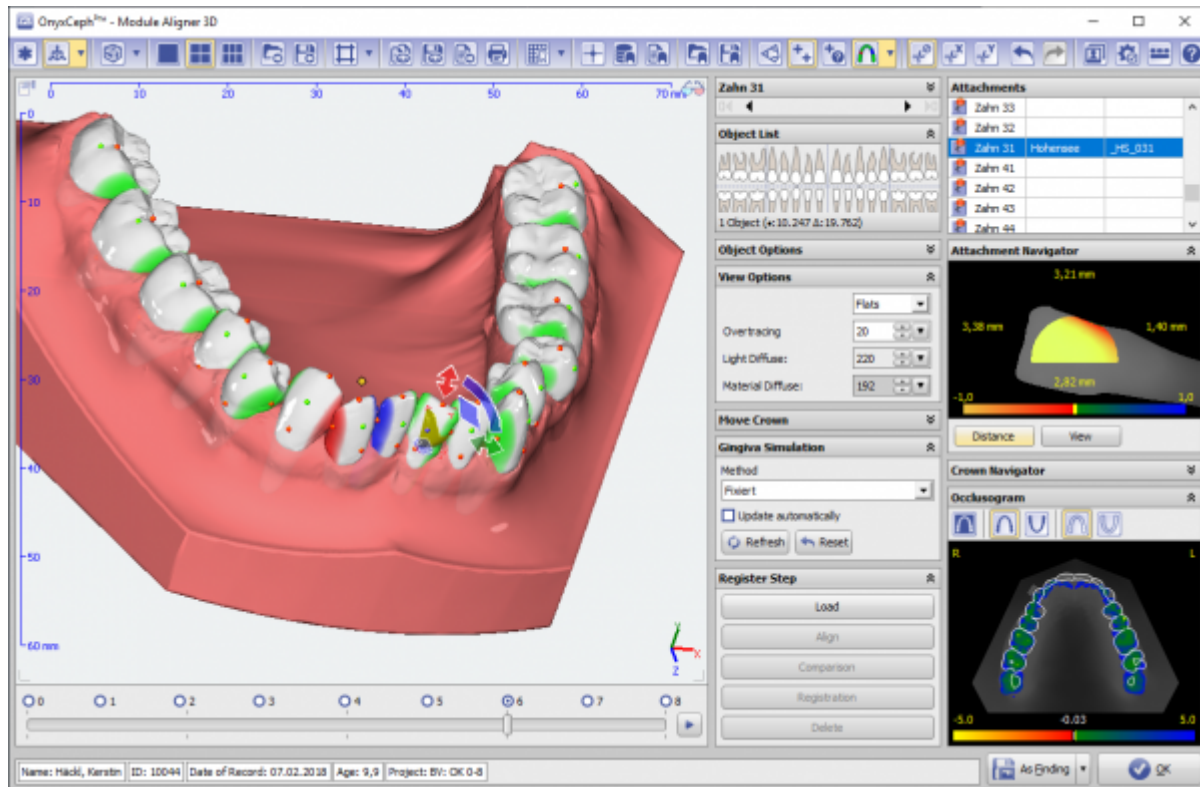 OnyxCeph³™ - Module Aligner 3D
0 10 20 30 40 50 60 70 mm
0
10
20
30
40
50
60 mm
Y
X
Z
0 1 2 3 4 5 6 7 8
Zahn 31
Object List
1 Object (+:10.247 Δ:19.762)
Object Options
View Options
Flats
Overtracing 20
Light Diffuse: 220
Material Diffuse: 192
Move Crown
Gingiva Simulation
Method
Fixiert
Update automatically
Refresh Reset
Register Step
Load
Align
Comparison
Registration
Delete
Attachments
Zahn 33
Zahn 32
Zahn 31 Hohensee _HS_031
Zahn 41
Zahn 42
Zahn 43
Zahn 44
Attachment Navigator
3,21 mm
3,38 mm 1,40 mm
2,82 mm
-1,0 1,0
Distance View
Crown Navigator
Occlusogram
R L
-5.0 -0.03 5.0
Name: Häckl, Kerstin ID: 10044 Date of Record: 07.02.2018 Age: 9,9 Project: BV: OK 0-8
As Ending OK